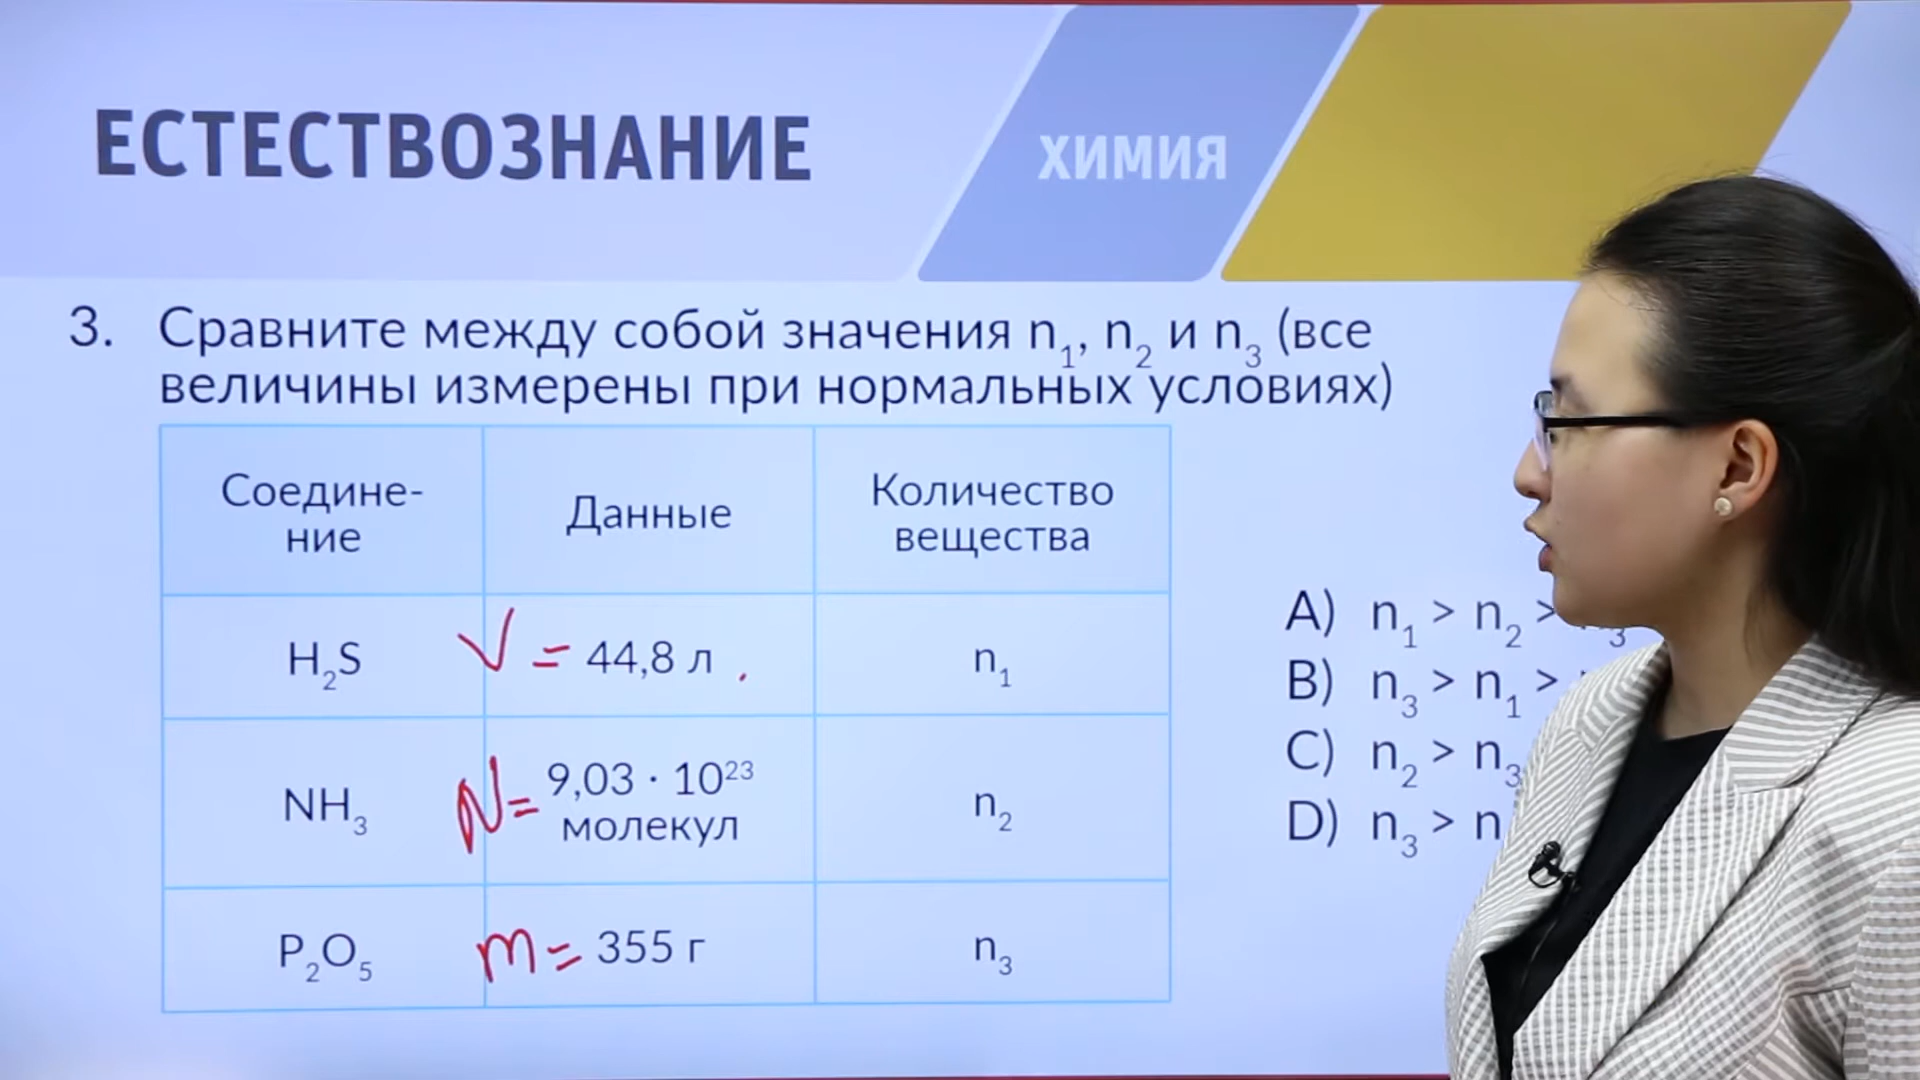 ЕСТЕСТВОЗНАНИЕ
ХИМИЯ
3. Сравните между собой значения n₁, n₂ и n₃ (все
величины измерены при нормальных условиях)
Соедине-
ние
Данные
Количество
вещества
H₂S
V = 44,8 л .
n₁
NH₃
N = 9,03 · 10²³
молекул
n₂
P₂O₅
m = 355 г
n₃
A) n₁ > n₂ >
B) n₃ > n₁ >
C) n₂ > n₃
D) n₃ > n